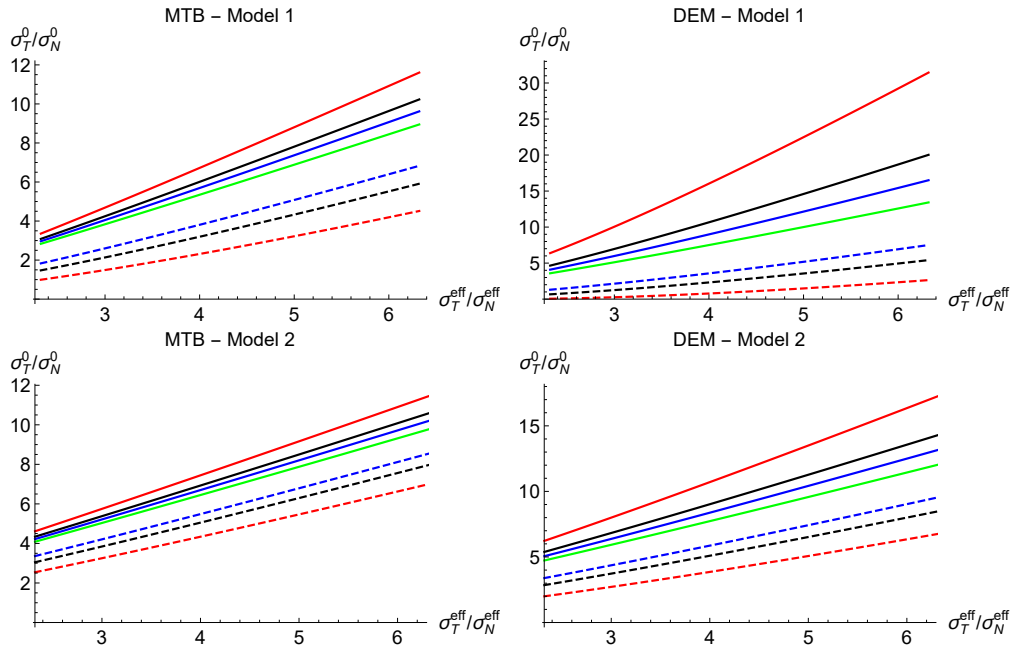 MTB − Model 1
σ_T^0/σ_N^0
12
10
8
6
4
2
3 4 5 6
σ_T^eff/σ_N^eff
DEM − Model 1
σ_T^0/σ_N^0
30
25
20
15
10
5
3 4 5 6
σ_T^eff/σ_N^eff
MTB − Model 2
σ_T^0/σ_N^0
12
10
8
6
4
2
3 4 5 6
σ_T^eff/σ_N^eff
DEM − Model 2
σ_T^0/σ_N^0
15
10
5
3 4 5 6
σ_T^eff/σ_N^eff